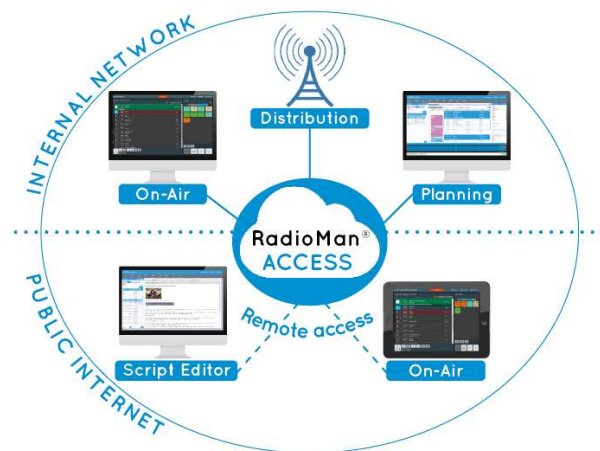 INTERNAL NETWORK
Distribution
On-Air
Planning
RadioMan®
ACCESS
Remote access
Script Editor
On-Air
PUBLIC INTERNET